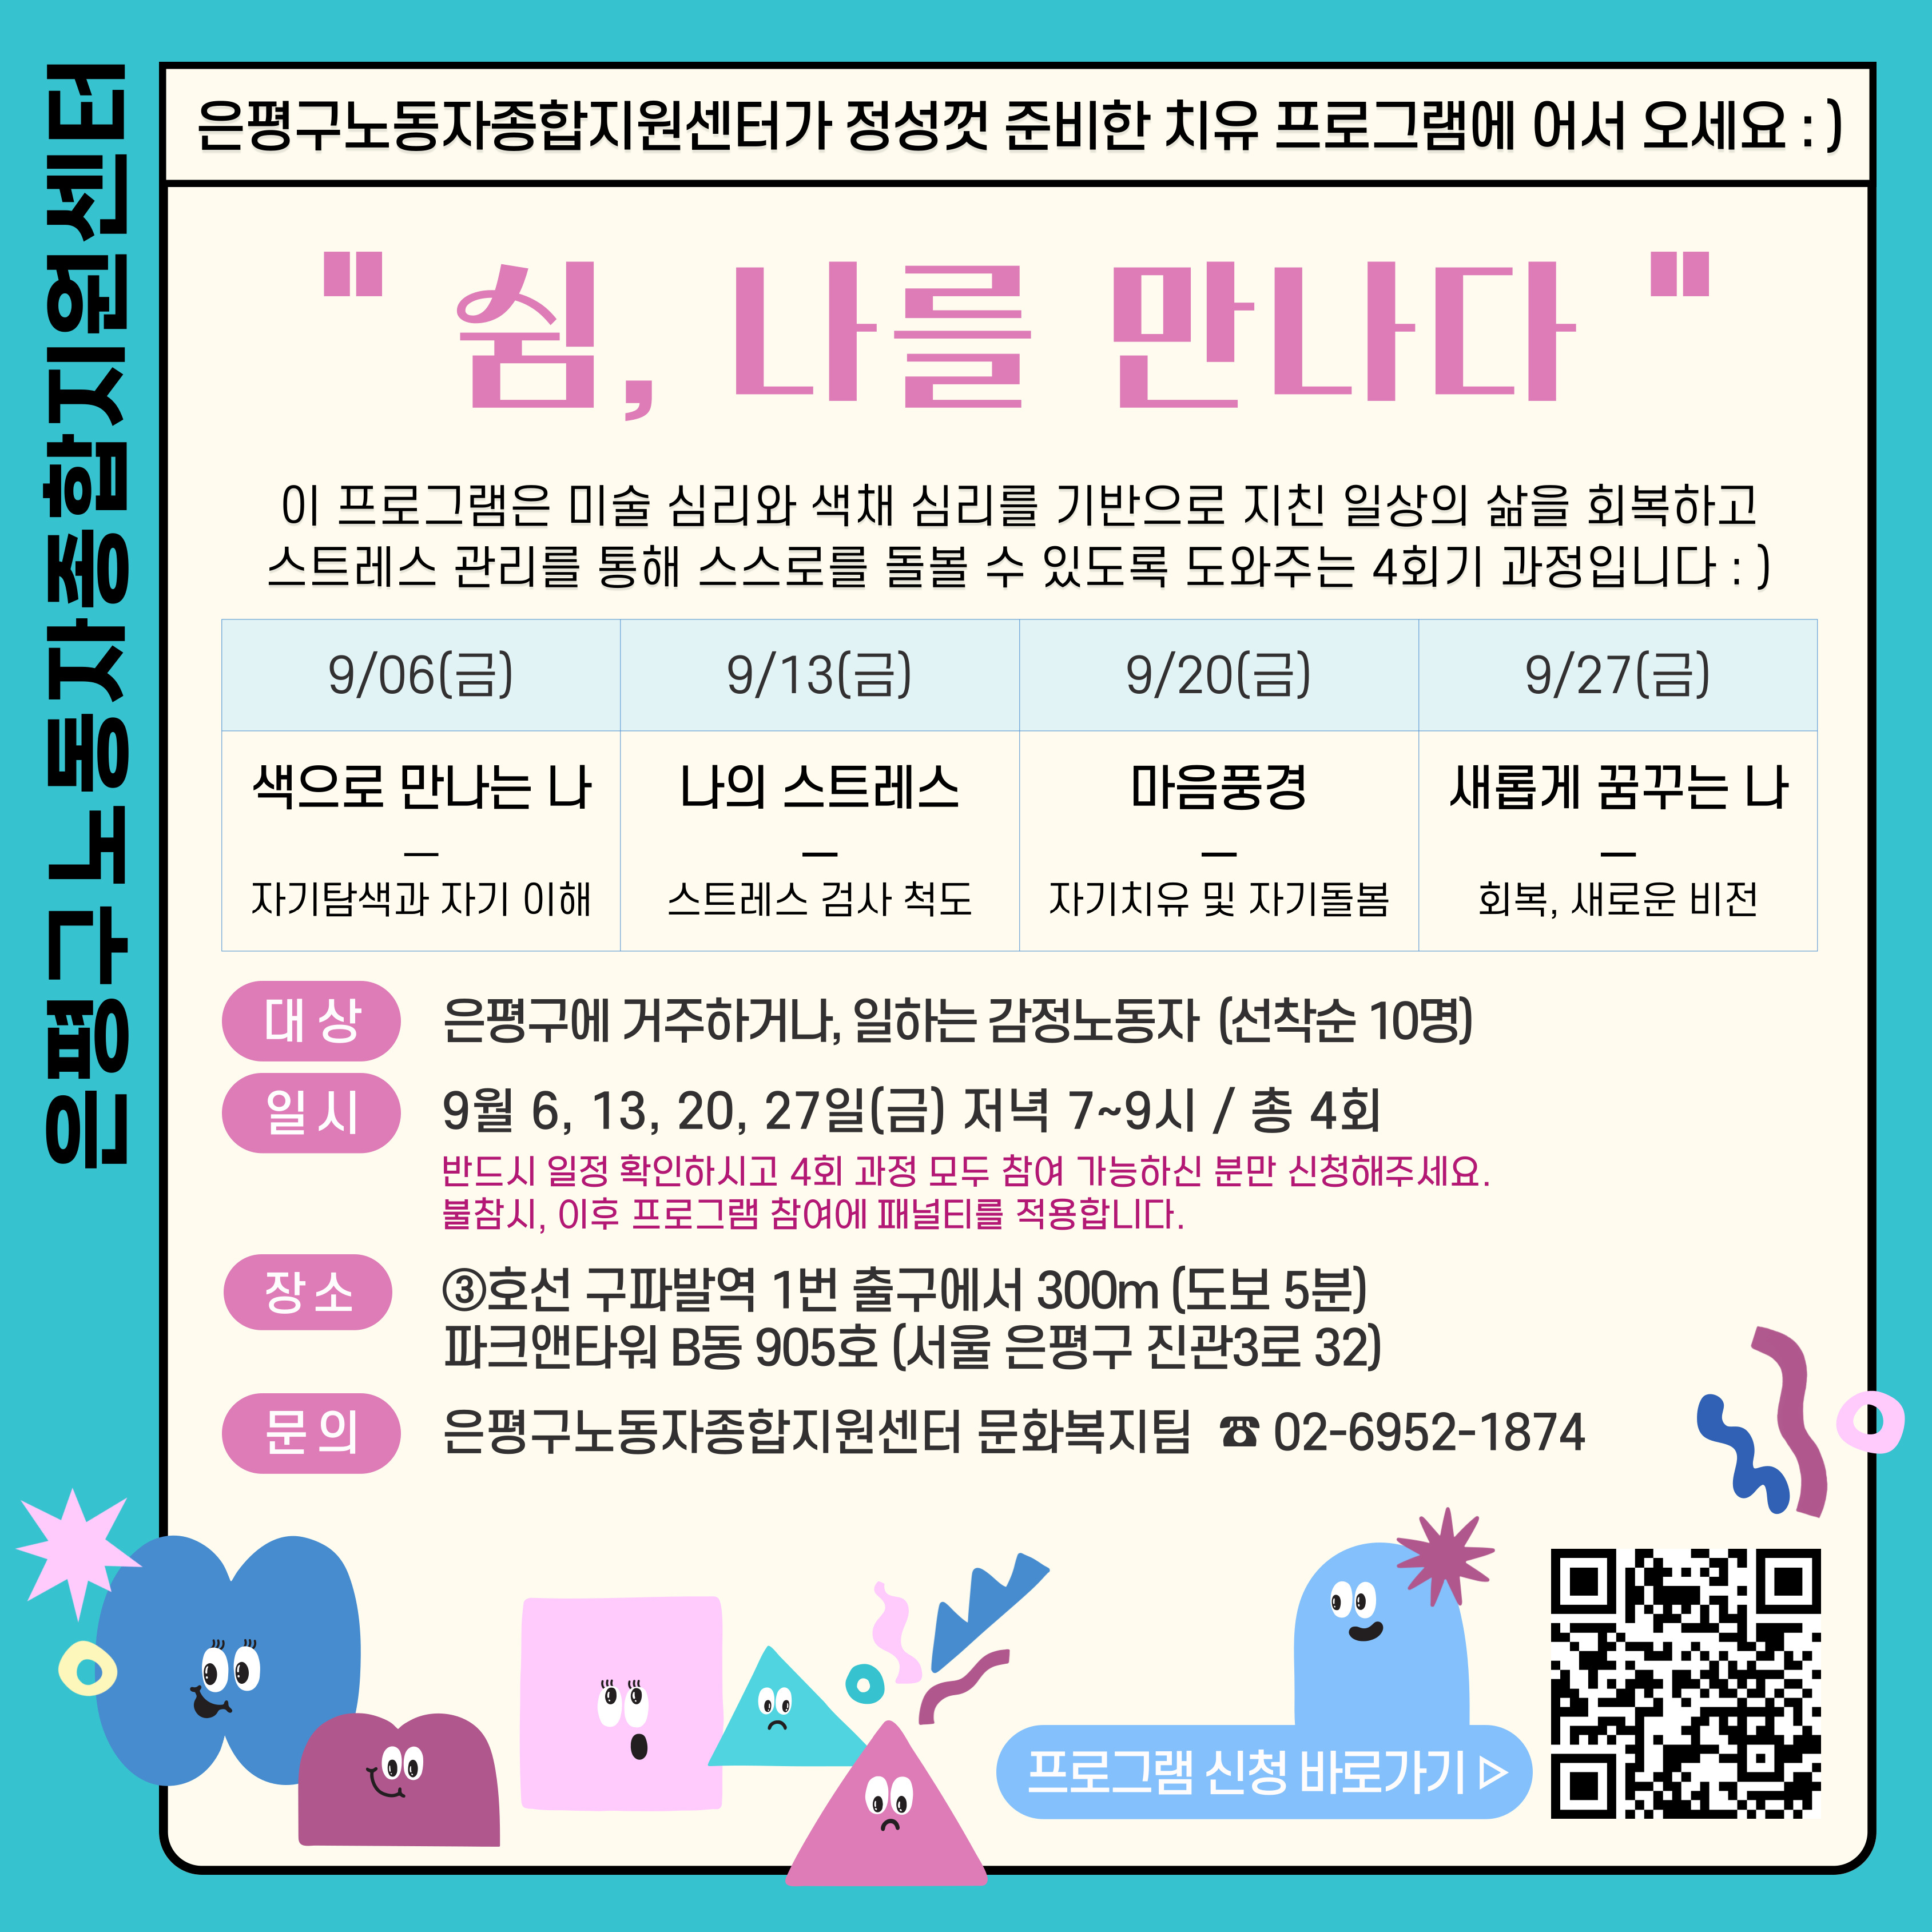 은평구노동자종합지원센터
은평구노동자종합지원센터가 정성껏 준비한 치유 프로그램에 어서 오세요 : )
" 쉼, 나를 만나다 "
이 프로그램은 미술 심리와 색채 심리를 기반으로 지친 일상의 삶을 회복하고
스트레스 관리를 통해 스스로를 돌볼 수 있도록 도와주는 4회기 과정입니다 : )
9/06(금) 9/13(금) 9/20(금) 9/27(금)
색으로 만나는 나 나의 스트레스 마음풍경 새롭게 꿈꾸는 나
— — — —
자기탐색과 자기 이해 스트레스 검사 척도 자기치유 및 자기돌봄 회복, 새로운 비전
대 상 은평구에 거주하거나, 일하는 감정노동자 (선착순 10명)
일 시 9월 6, 13, 20, 27일(금) 저녁 7~9시 / 총 4회
반드시 일정 확인하시고 4회 과정 모두 참여 가능하신 분만 신청해주세요.
불참시, 이후 프로그램 참여에 패널티를 적용합니다.
장 소 ③호선 구파발역 1번 출구에서 300m (도보 5분)
파크앤타워 B동 905호 (서울 은평구 진관3로 32)
문 의 은평구노동자종합지원센터 문화복지팀 ☎ 02-6952-1874
프로그램 신청 바로가기 ▷